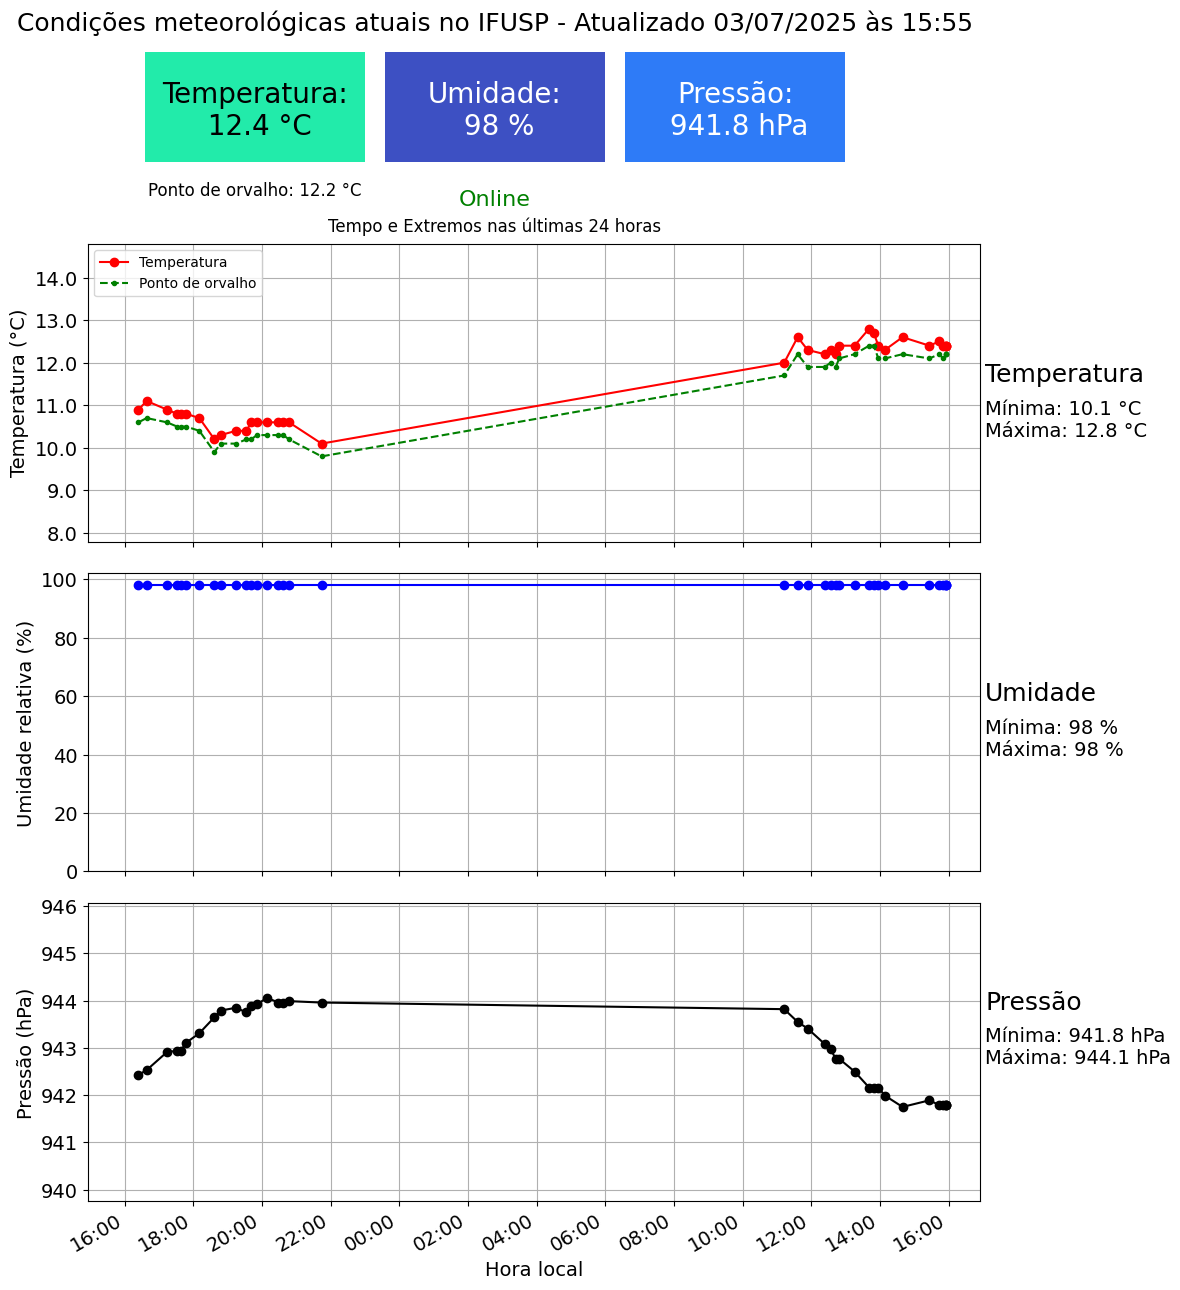 Condições meteorológicas atuais no IFUSP - Atualizado 03/07/2025 às 15:55
Temperatura:
12.4 °C
Umidade:
98 %
Pressão:
941.8 hPa
Ponto de orvalho: 12.2 °C
Online
Tempo e Extremos nas últimas 24 horas
Temperatura
Ponto de orvalho
Temperatura (°C)
14.0
13.0
12.0
11.0
10.0
9.0
8.0
Temperatura
Mínima: 10.1 °C
Máxima: 12.8 °C
Umidade relativa (%)
100
80
60
40
20
0
Umidade
Mínima: 98 %
Máxima: 98 %
Pressão (hPa)
946
945
944
943
942
941
940
Pressão
Mínima: 941.8 hPa
Máxima: 944.1 hPa
16:00
18:00
20:00
22:00
00:00
02:00
04:00
06:00
08:00
10:00
12:00
14:00
16:00
Hora local